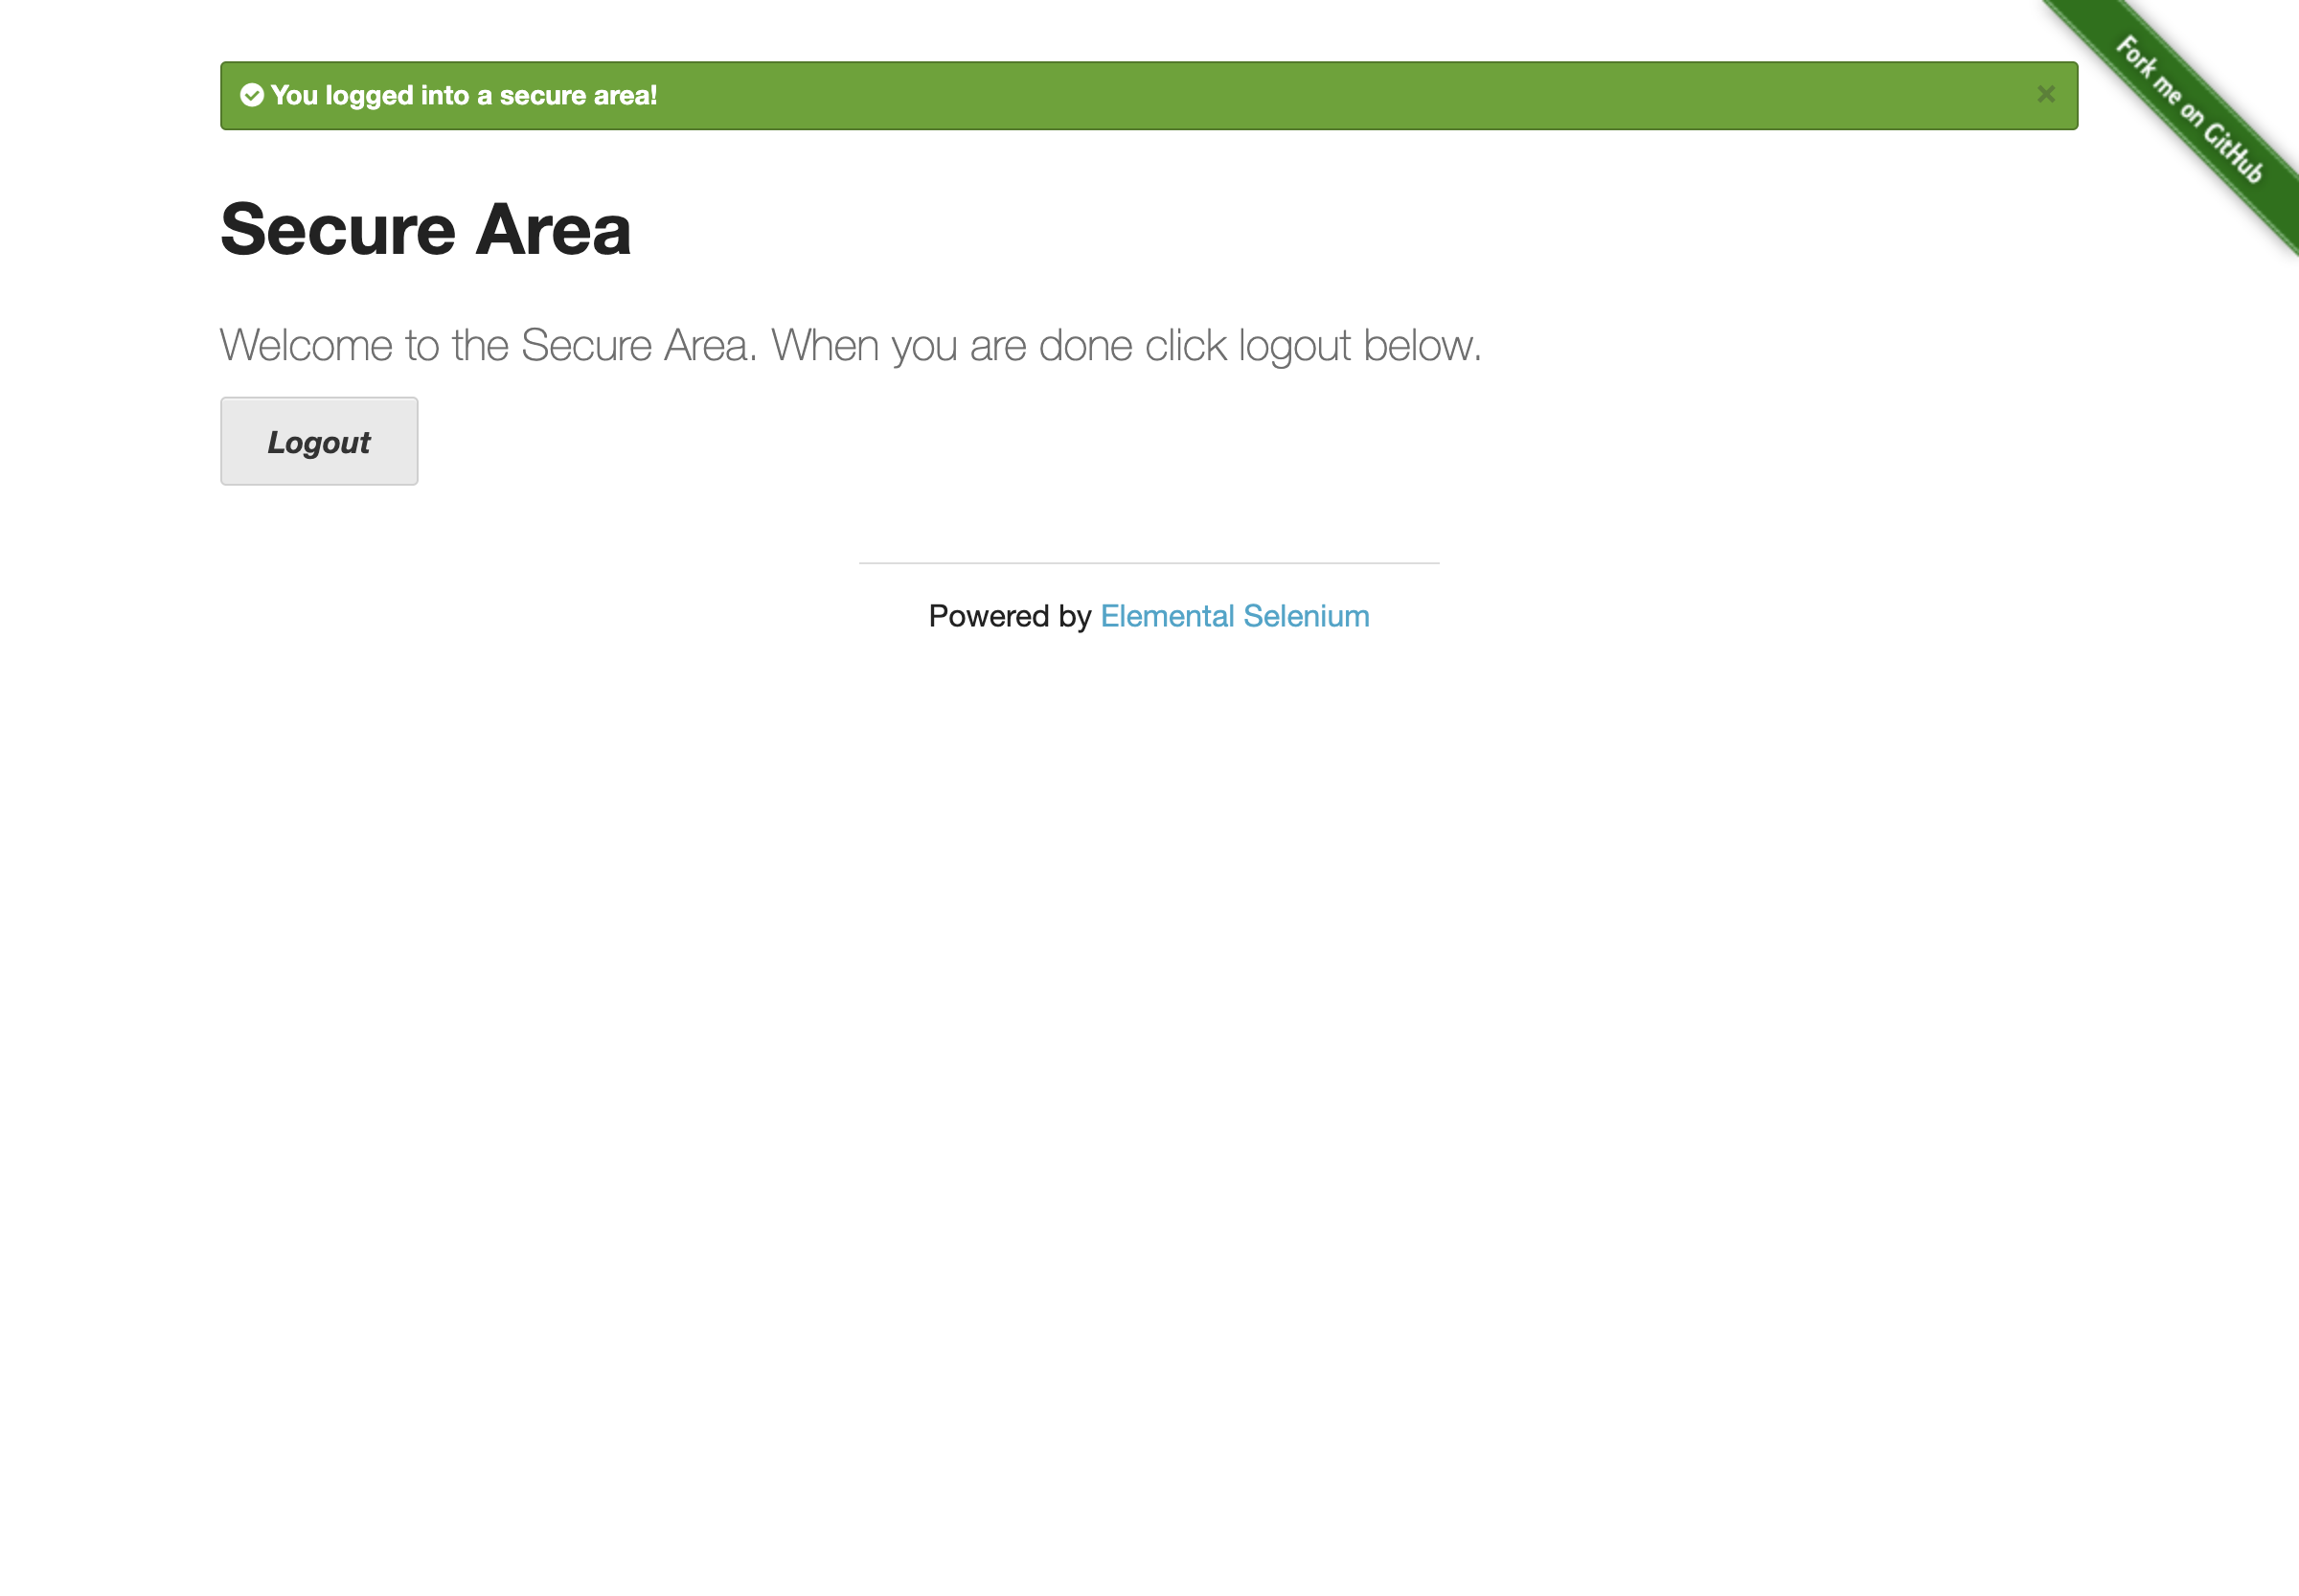 You logged into a secure area!
×
Fork me on GitHub
Secure Area
Welcome to the Secure Area. When you are done click logout below.
Logout
Powered by Elemental Selenium